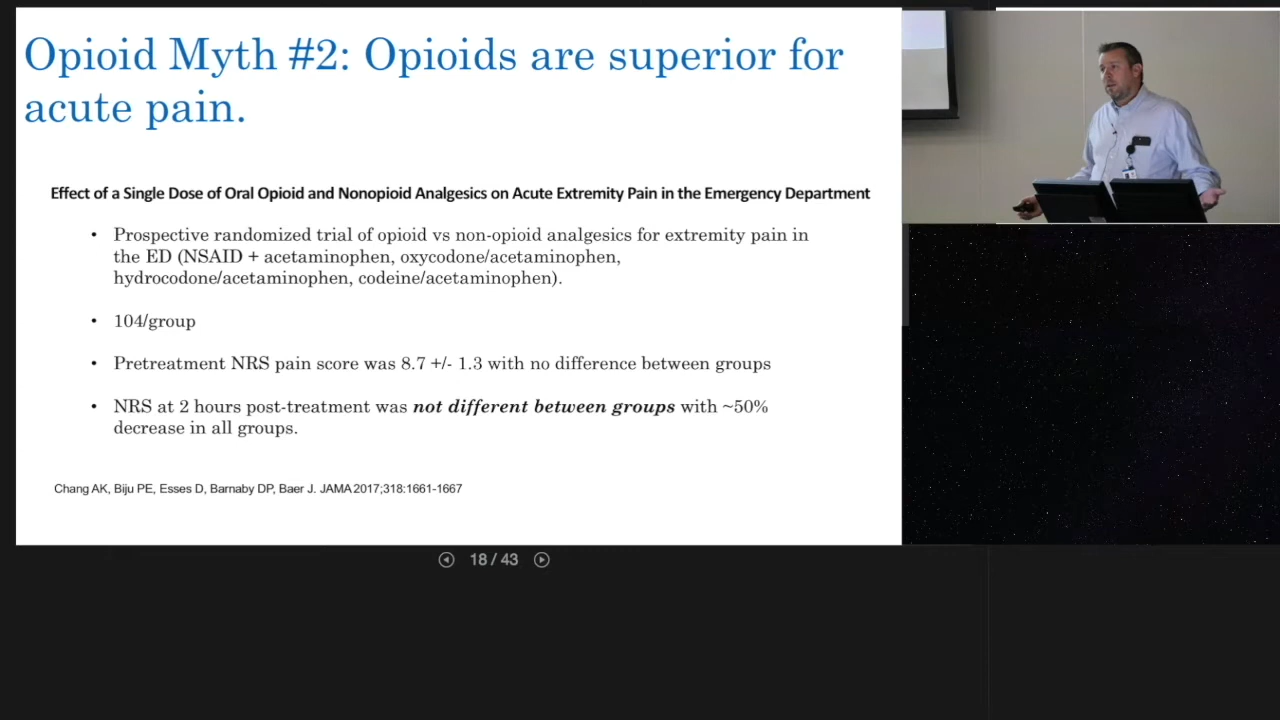 Opioid Myth #2: Opioids are superior for
acute pain.
Effect of a Single Dose of Oral Opioid and Nonopioid Analgesics on Acute Extremity Pain in the Emergency Department
• Prospective randomized trial of opioid vs non-opioid analgesics for extremity pain in
the ED (NSAID + acetaminophen, oxycodone/acetaminophen,
hydrocodone/acetaminophen, codeine/acetaminophen).
• 104/group
• Pretreatment NRS pain score was 8.7 +/- 1.3 with no difference between groups
• NRS at 2 hours post-treatment was not different between groups with ~50%
decrease in all groups.
Chang AK, Biju PE, Esses D, Barnaby DP, Baer J. JAMA 2017;318:1661-1667
18 / 43